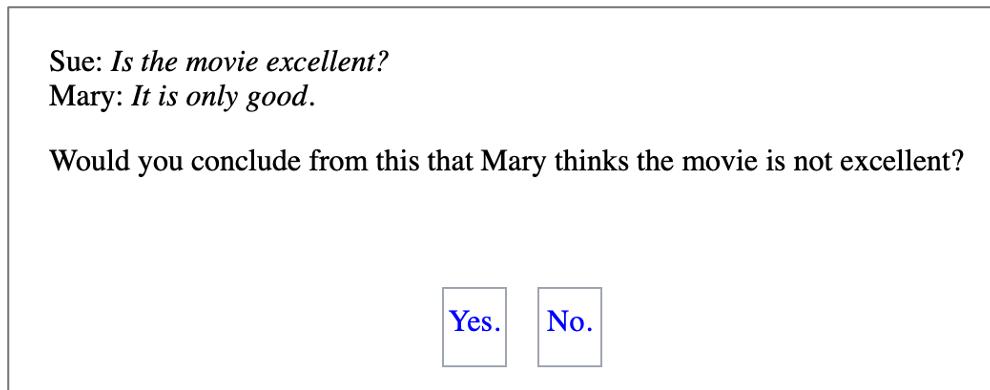 Sue: Is the movie excellent?
Mary: It is only good.
Would you conclude from this that Mary thinks the movie is not excellent?
Yes. No.